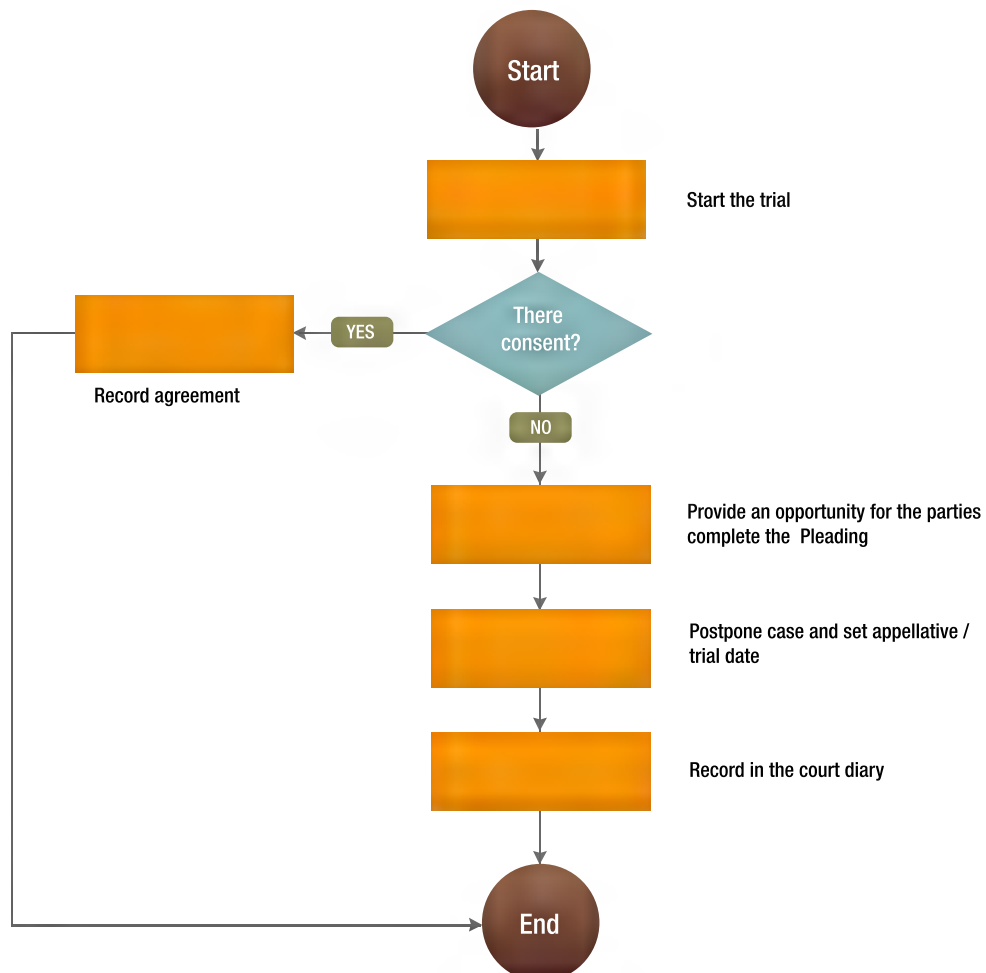 Start
Start the trial
There
consent?
YES
Record agreement
NO
Provide an opportunity for the parties
complete the Pleading
Postpone case and set appellative /
trial date
Record in the court diary
End